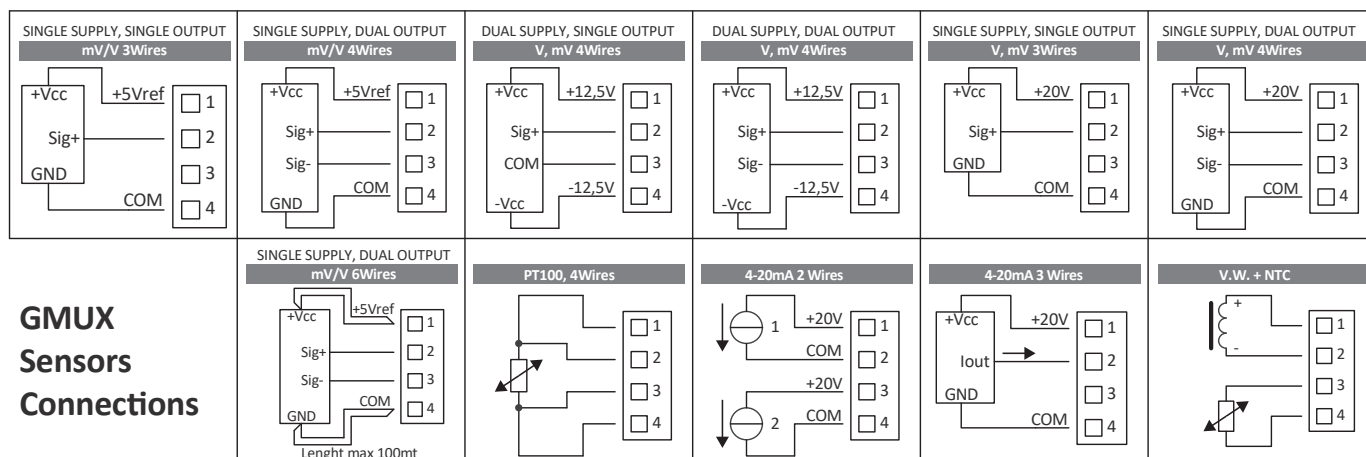 SINGLE SUPPLY, SINGLE OUTPUT
mV/V 3Wires
+Vcc
+5Vref
1
Sig+
2
3
GND
COM
4
SINGLE SUPPLY, DUAL OUTPUT
mV/V 4Wires
+Vcc
+5Vref
1
Sig+
2
Sig-
3
COM
4
GND
DUAL SUPPLY, SINGLE OUTPUT
V, mV 4Wires
+Vcc
+12,5V
1
Sig+
2
COM
3
-12,5V
4
-Vcc
DUAL SUPPLY, DUAL OUTPUT
V, mV 4Wires
+Vcc
+12,5V
1
Sig+
2
Sig-
3
-12,5V
4
-Vcc
SINGLE SUPPLY, SINGLE OUTPUT
V, mV 3Wires
+Vcc
+20V
1
Sig+
2
GND
3
COM
4
SINGLE SUPPLY, DUAL OUTPUT
V, mV 4Wires
+Vcc
+20V
1
Sig+
2
Sig-
3
COM
4
GND
GMUX
Sensors
Connections
SINGLE SUPPLY, DUAL OUTPUT
mV/V 6Wires
+Vcc
+5Vref
1
Sig+
2
Sig-
3
COM
4
GND
Lenght max 100mt
PT100, 4Wires
1
2
3
4
4-20mA 2 Wires
1
+20V
1
COM
2
+20V
3
2
COM
4
4-20mA 3 Wires
+Vcc
+20V
1
Iout
2
GND
3
COM
4
V.W. + NTC
+
1
-
2
3
4